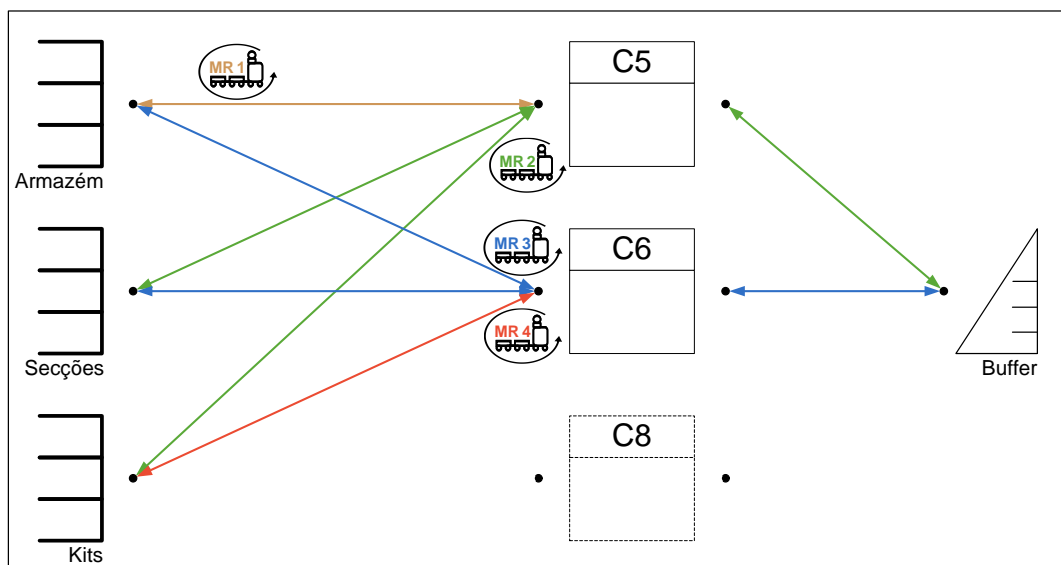 MR 1
C5
Armazém
MR 2
MR 3
C6
MR 4
Secções
Buffer
C8
Kits